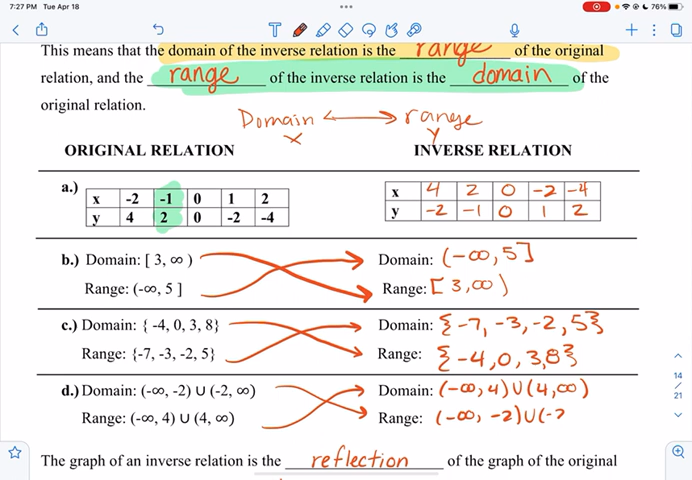 7:27 PM Tue Apr 18
76%
This means that the domain of the inverse relation is the range of the original
relation, and the range of the inverse relation is the domain of the
original relation.
Domain ⟷ range
x y
ORIGINAL RELATION INVERSE RELATION
a.)
x -2 -1 0 1 2
y 4 2 0 -2 -4
x 4 2 0 -2 -4
y -2 -1 0 1 2
b.) Domain: [ 3, ∞ ) Domain: (-∞, 5]
Range: (-∞, 5 ] Range: [3, ∞)
c.) Domain: { -4, 0, 3, 8} Domain: {-7, -3, -2, 5}
Range: {-7, -3, -2, 5} Range: {-4, 0, 3, 8}
d.) Domain: (-∞, -2) ∪ (-2, ∞) Domain: (-∞, 4) ∪ (4, ∞)
Range: (-∞, 4) ∪ (4, ∞) Range: (-∞, -2) ∪ (-2
14
/
21
The graph of an inverse relation is the reflection of the graph of the original